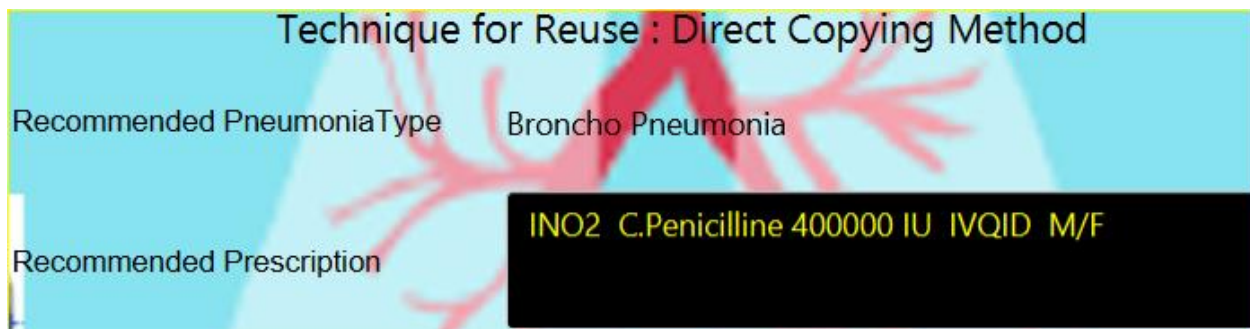 Technique for Reuse : Direct Copying Method
Recommended PneumoniaType
Broncho Pneumonia
Recommended Prescription
INO2 C.Penicilline 400000 IU IVQID M/F